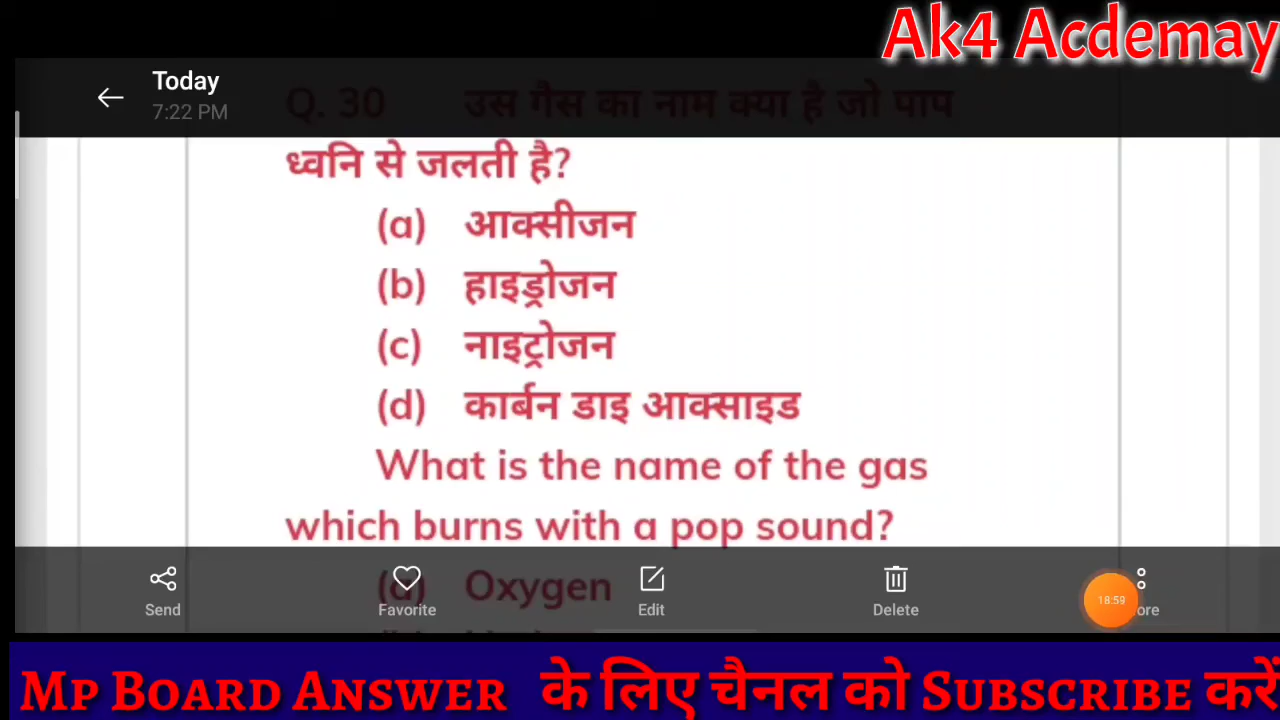 Ak4 Acdemay
Today
7:22 PM
Q. 30 उस गैस का नाम क्या है जो पाप
ध्वनि से जलती है?
(a) आक्सीजन
(b) हाइड्रोजन
(c) नाइट्रोजन
(d) कार्बन डाइ आक्साइड
What is the name of the gas
which burns with a pop sound?
(a) Oxygen
Send Favorite Edit Delete ore
18:59
Mp Board Answer के लिए चैनल को Subscribe करें